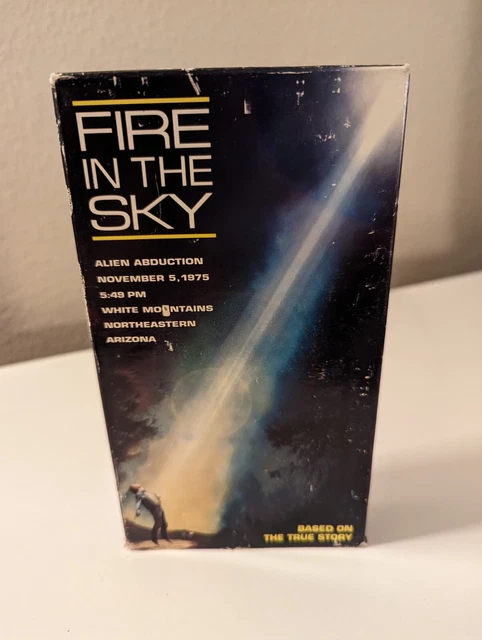 FIRE
IN THE
SKY
ALIEN ABDUCTION
NOVEMBER 5, 1975
5:49 PM
WHITE MOUNTAINS
NORTHEASTERN
ARIZONA
BASED ON
THE TRUE STORY